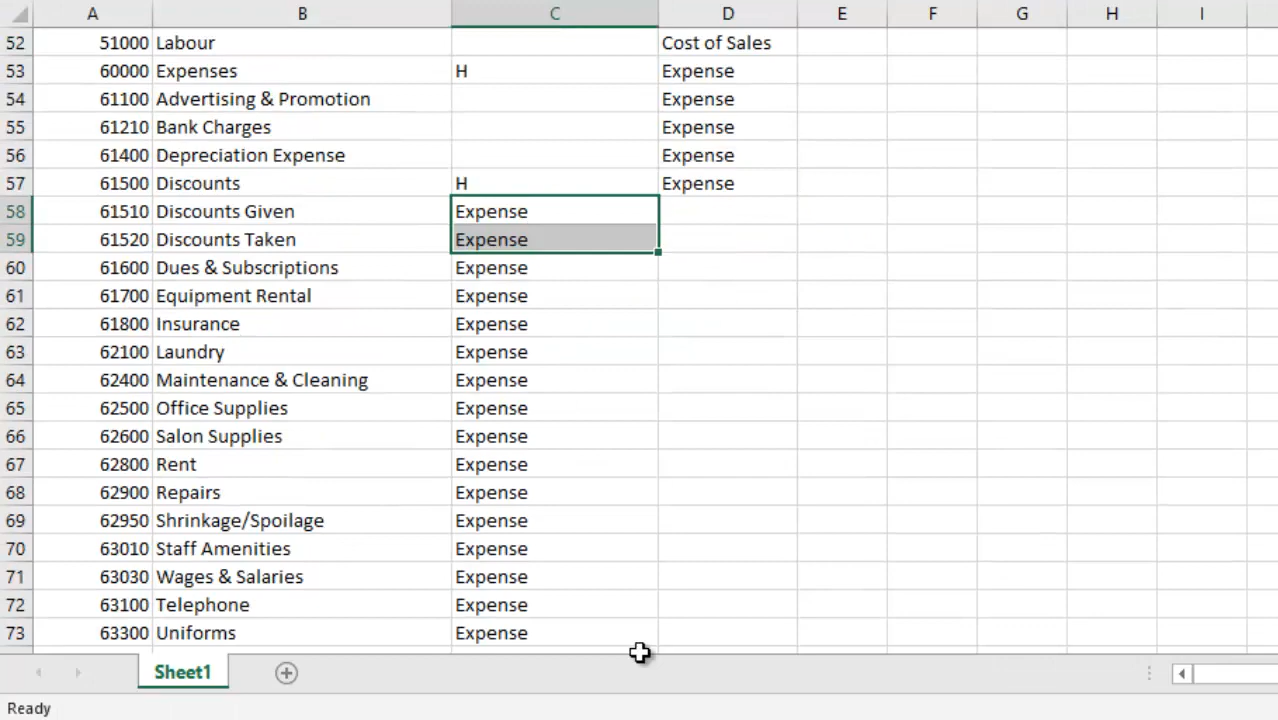 A B C D E F G H I
52 51000 Labour Cost of Sales
53 60000 Expenses H Expense
54 61100 Advertising & Promotion Expense
55 61210 Bank Charges Expense
56 61400 Depreciation Expense Expense
57 61500 Discounts H Expense
58 61510 Discounts Given Expense
59 61520 Discounts Taken Expense
60 61600 Dues & Subscriptions Expense
61 61700 Equipment Rental Expense
62 61800 Insurance Expense
63 62100 Laundry Expense
64 62400 Maintenance & Cleaning Expense
65 62500 Office Supplies Expense
66 62600 Salon Supplies Expense
67 62800 Rent Expense
68 62900 Repairs Expense
69 62950 Shrinkage/Spoilage Expense
70 63010 Staff Amenities Expense
71 63030 Wages & Salaries Expense
72 63100 Telephone Expense
73 63300 Uniforms Expense
Sheet1
Ready